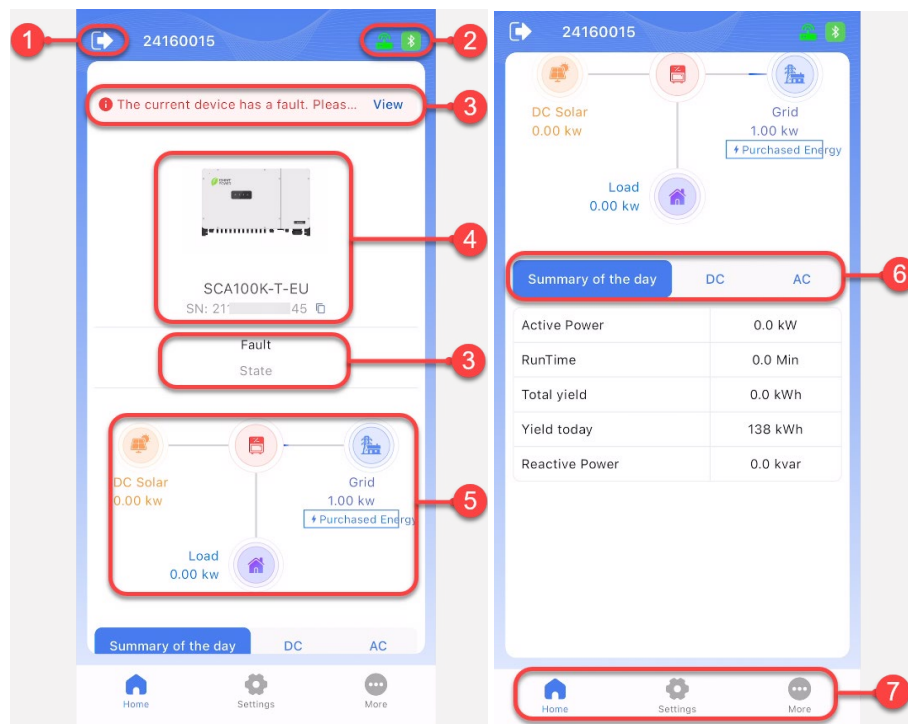 1
24160015
2
The current device has a fault. Pleas... View
3
4
SCA100K-T-EU
SN: 21 45
Fault
State
3
DC Solar
0.00 kw
Grid
1.00 kw
Purchased Energy
5
Load
0.00 kw
Summary of the day DC AC
Home Settings More
24160015
DC Solar
0.00 kw
Grid
1.00 kw
Purchased Energy
Load
0.00 kw
Summary of the day DC AC
6
Active Power 0.0 kW
RunTime 0.0 Min
Total yield 0.0 kWh
Yield today 138 kWh
Reactive Power 0.0 kvar
Home Settings More
7